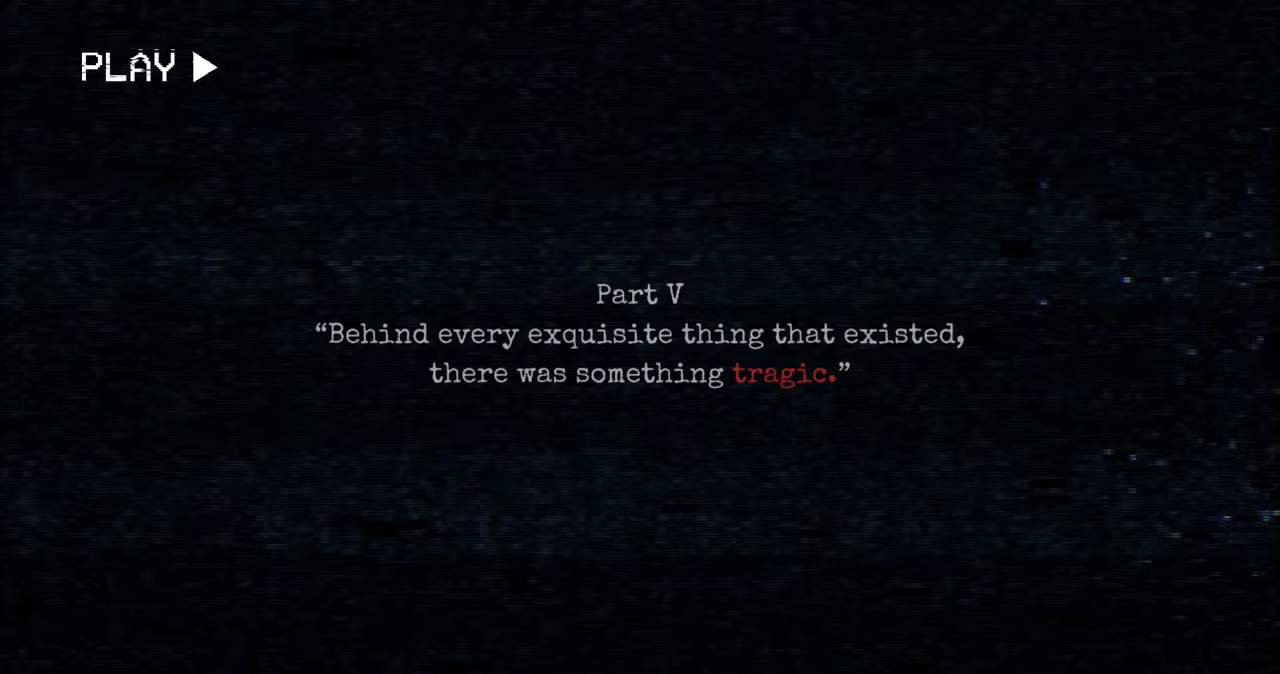 PLAY
Part V
“Behind every exquisite thing that existed,
there was something tragic.”